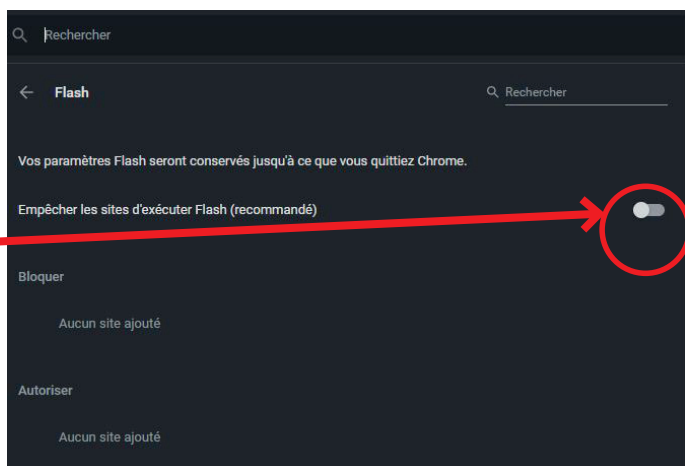 Rechercher
Flash
Rechercher
Vos paramètres Flash seront conservés jusqu'à ce que vous quittiez Chrome.
Empêcher les sites d'exécuter Flash (recommandé)
Bloquer
Aucun site ajouté
Autoriser
Aucun site ajouté